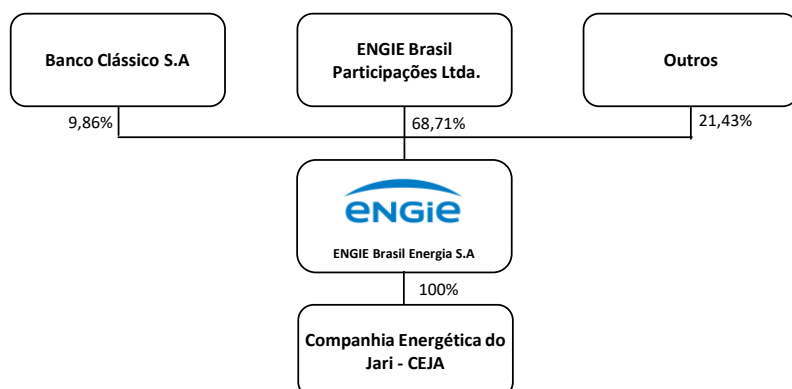 Banco Clássico S.A
ENGIE Brasil
Participações Ltda.
Outros
9,86%
68,71%
21,43%
eNGiE
ENGIE Brasil Energia S.A
100%
Companhia Energética do
Jari - CEJA